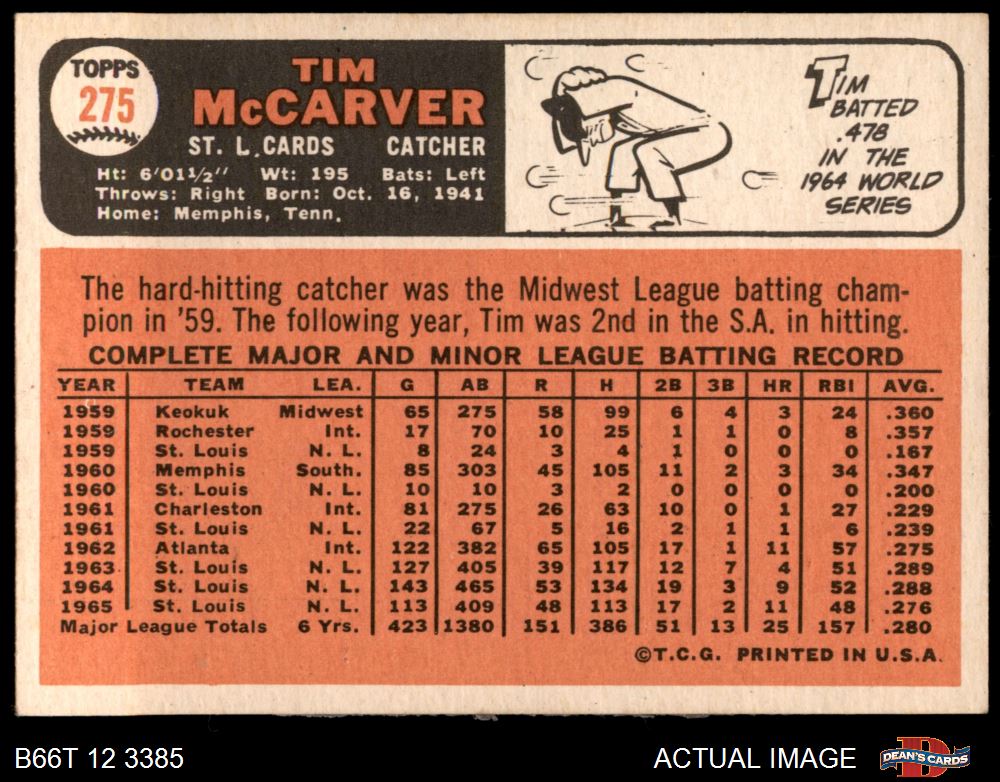 TOPPS
275
TIM
McCARVER
ST. L. CARDS CATCHER
Ht: 6'01½" Wt: 195 Bats: Left
Throws: Right Born: Oct. 16, 1941
Home: Memphis, Tenn.
TIM
BATTED
.478
IN THE
1964 WORLD
SERIES
The hard-hitting catcher was the Midwest League batting cham-
pion in '59. The following year, Tim was 2nd in the S.A. in hitting.
COMPLETE MAJOR AND MINOR LEAGUE BATTING RECORD
YEAR TEAM LEA. G AB R H 2B 3B HR RBI AVG.
1959 Keokuk Midwest 65 275 58 99 6 4 3 24 .360
1959 Rochester Int. 17 70 10 25 1 1 0 8 .357
1959 St. Louis N. L. 8 24 3 4 1 0 0 0 .167
1960 Memphis South. 85 303 45 105 11 2 3 34 .347
1960 St. Louis N. L. 10 10 3 2 0 0 0 0 .200
1961 Charleston Int. 81 275 26 63 10 0 1 27 .229
1961 St. Louis N. L. 22 67 5 16 2 1 1 6 .239
1962 Atlanta Int. 122 382 65 105 17 1 11 57 .275
1963 St. Louis N. L. 127 405 39 117 12 7 4 51 .289
1964 St. Louis N. L. 143 465 53 134 19 3 9 52 .288
1965 St. Louis N. L. 113 409 48 113 17 2 11 48 .276
Major League Totals 6 Yrs. 423 1380 151 386 51 13 25 157 .280
©T.C.G. PRINTED IN U.S.A.
B66T 12 3385 ACTUAL IMAGE DEAN'S CARDS